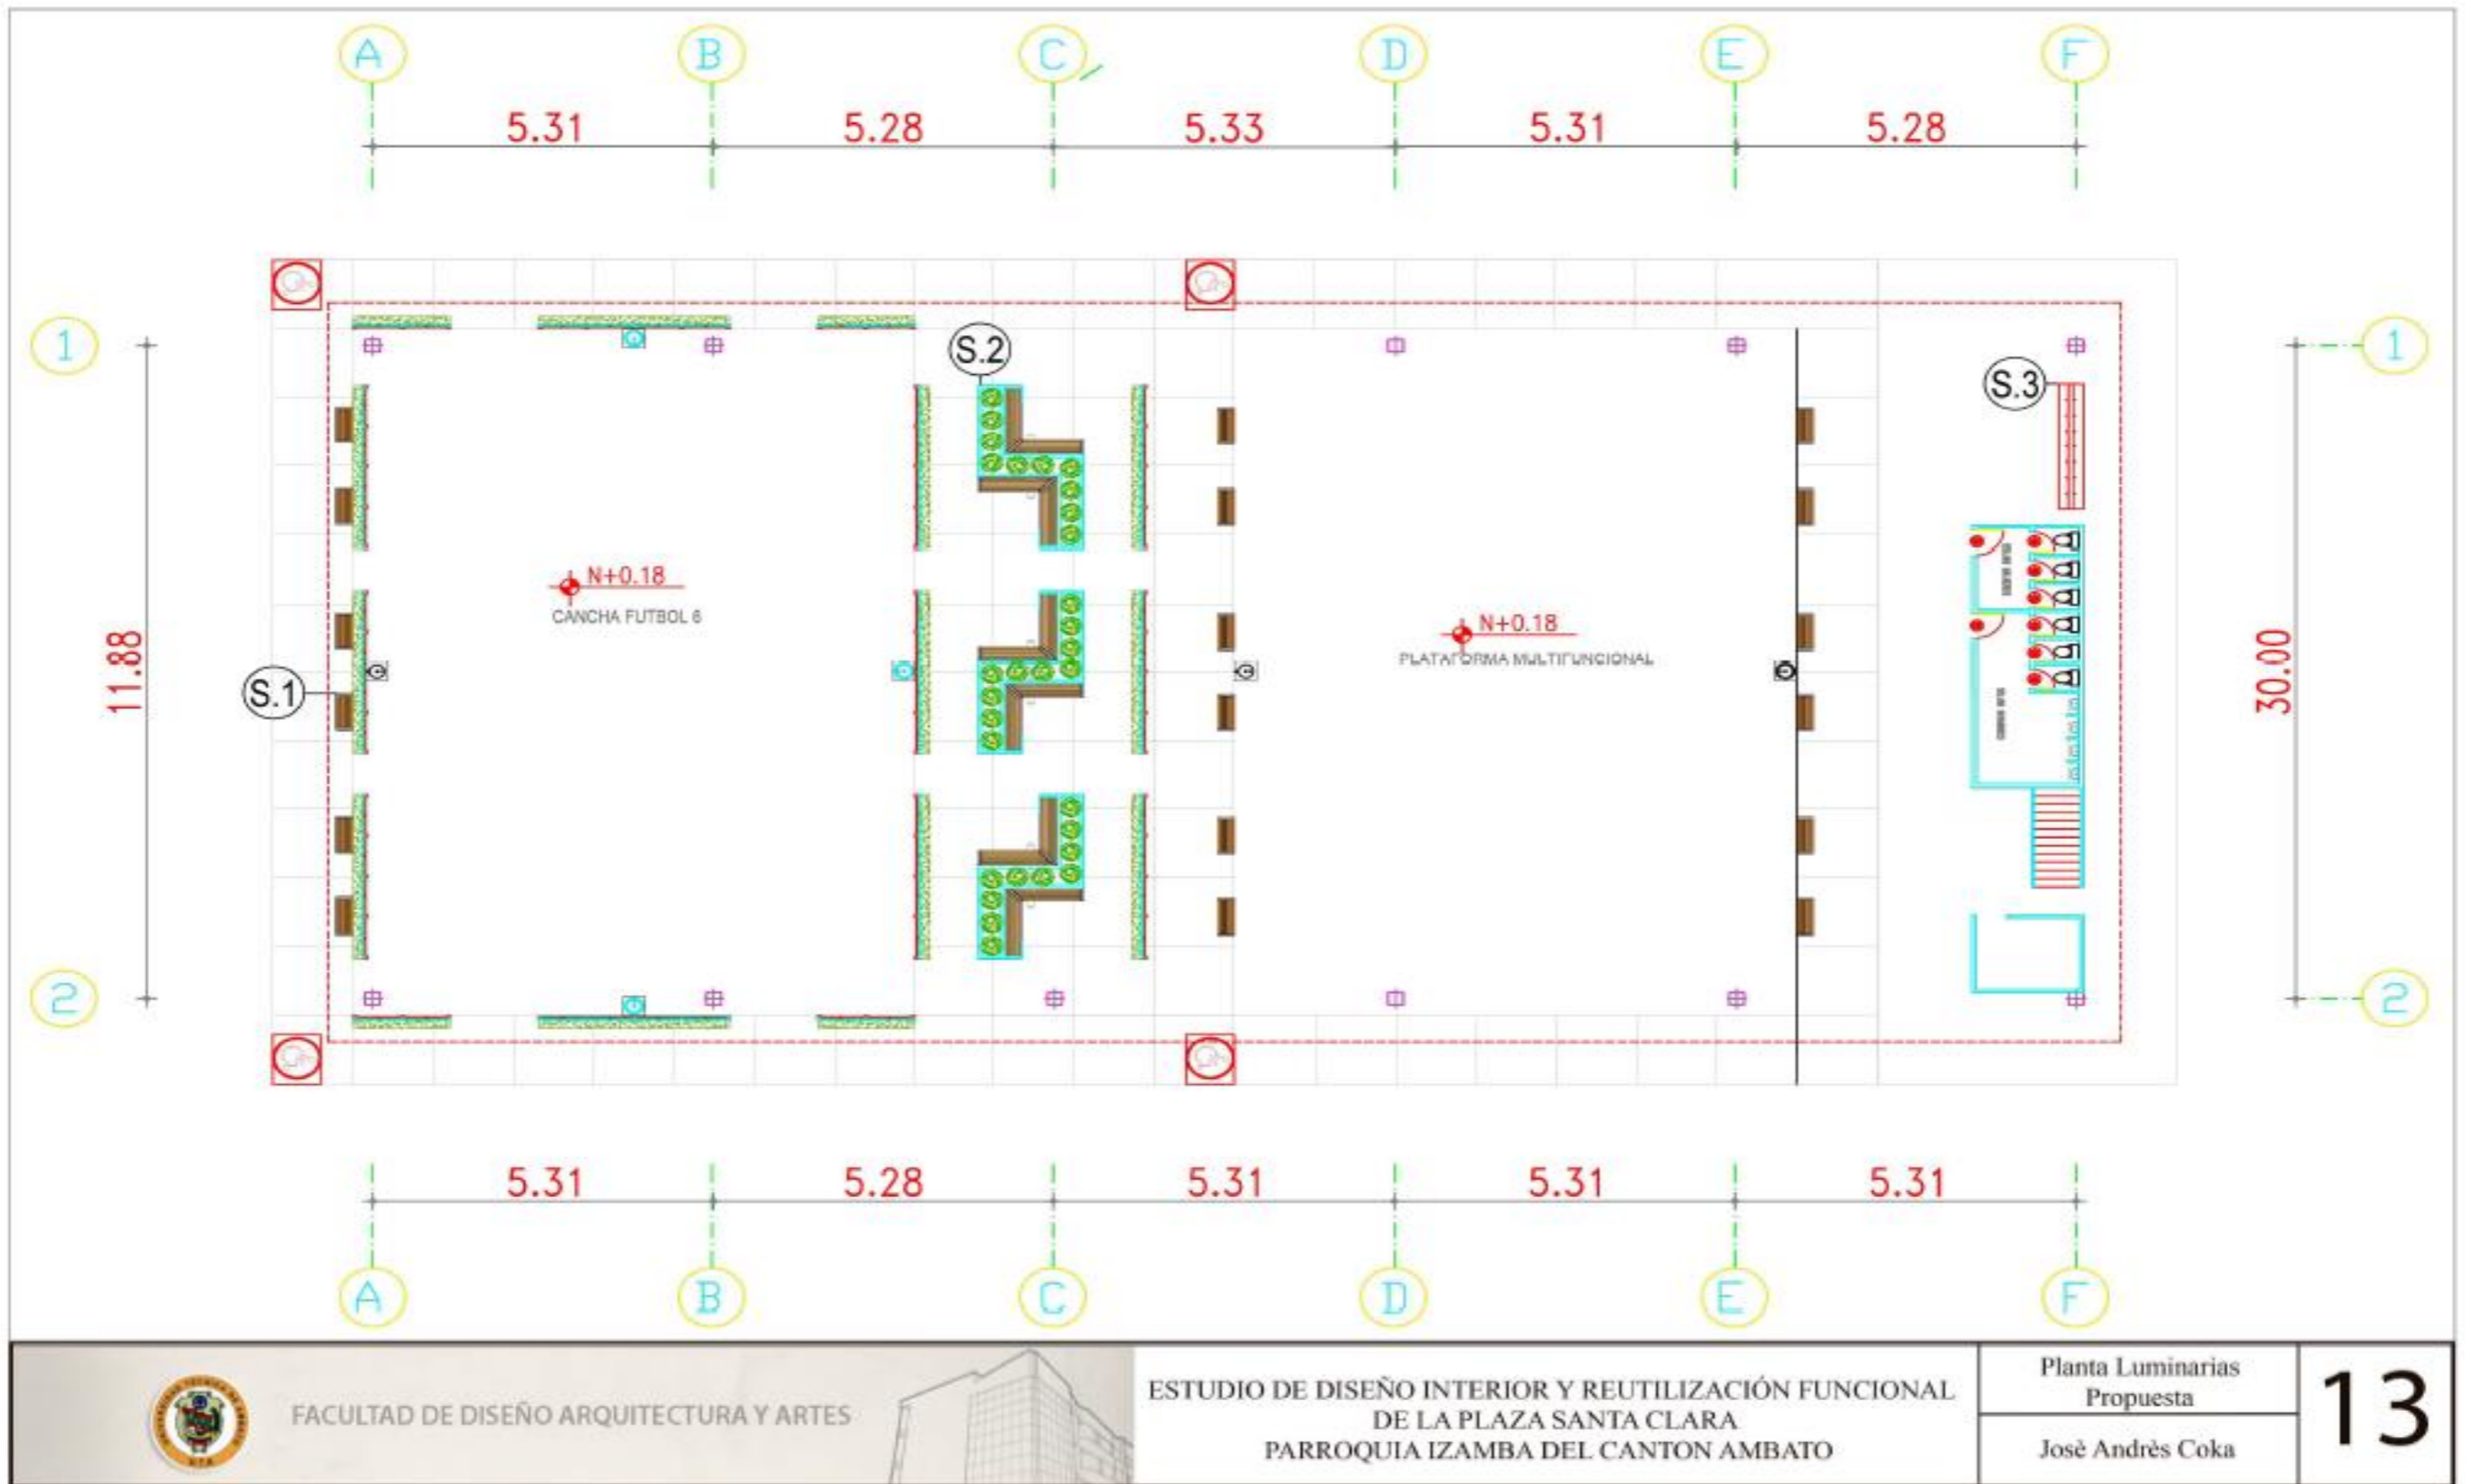 A B C D E F
5.31 5.28 5.33 5.31 5.28
1 1
S.2
S.3
N+0.18
CANCHA FUTBOL 6
N+0.18
PLATAFORMA MULTIFUNCIONAL
11.88
30.00
S.1
2 2
5.31 5.28 5.31 5.31 5.31
A B C D E F
FACULTAD DE DISEÑO ARQUITECTURA Y ARTES
ESTUDIO DE DISEÑO INTERIOR Y REUTILIZACIÓN FUNCIONAL
DE LA PLAZA SANTA CLARA
PARROQUIA IZAMBA DEL CANTON AMBATO
Planta Luminarias
Propuesta
Josè Andrès Coka
13